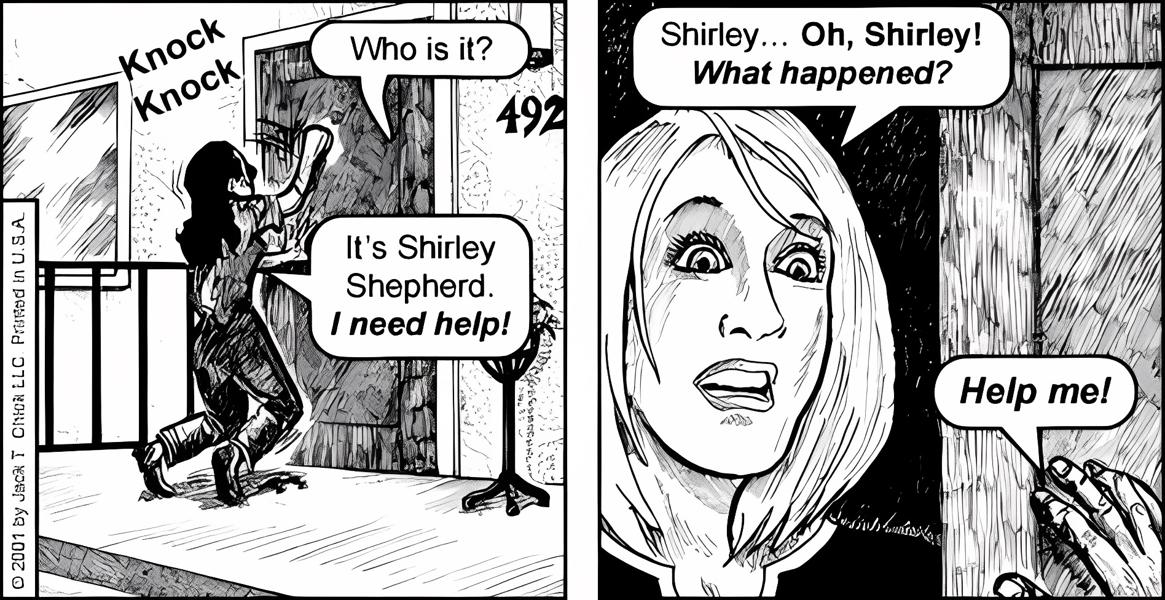 Knock
Knock
Who is it?
492
It's Shirley
Shepherd.
I need help!
© 2001 by Jack T. Chick LLC Printed in U.S.A.
Shirley... Oh, Shirley!
What happened?
Help me!